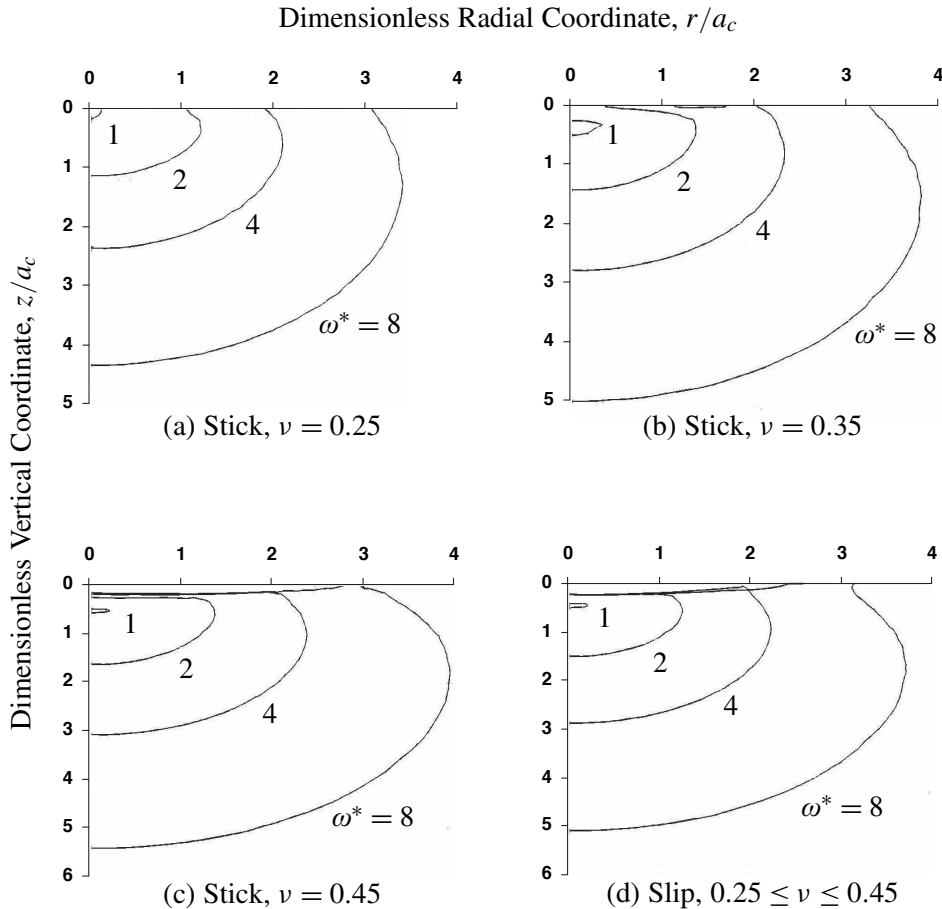 Dimensionless Radial Coordinate, r/a_c
Dimensionless Vertical Coordinate, z/a_c
0 1 2 3 4
0
1
2
3
4
5
1
2
4
ω* = 8
(a) Stick, ν = 0.25
0 1 2 3 4
0
1
2
3
4
5
1
2
4
ω* = 8
(b) Stick, ν = 0.35
0 1 2 3 4
0
1
2
3
4
5
6
1
2
4
ω* = 8
(c) Stick, ν = 0.45
0 1 2 3 4
0
1
2
3
4
5
6
1
2
4
ω* = 8
(d) Slip, 0.25 ≤ ν ≤ 0.45